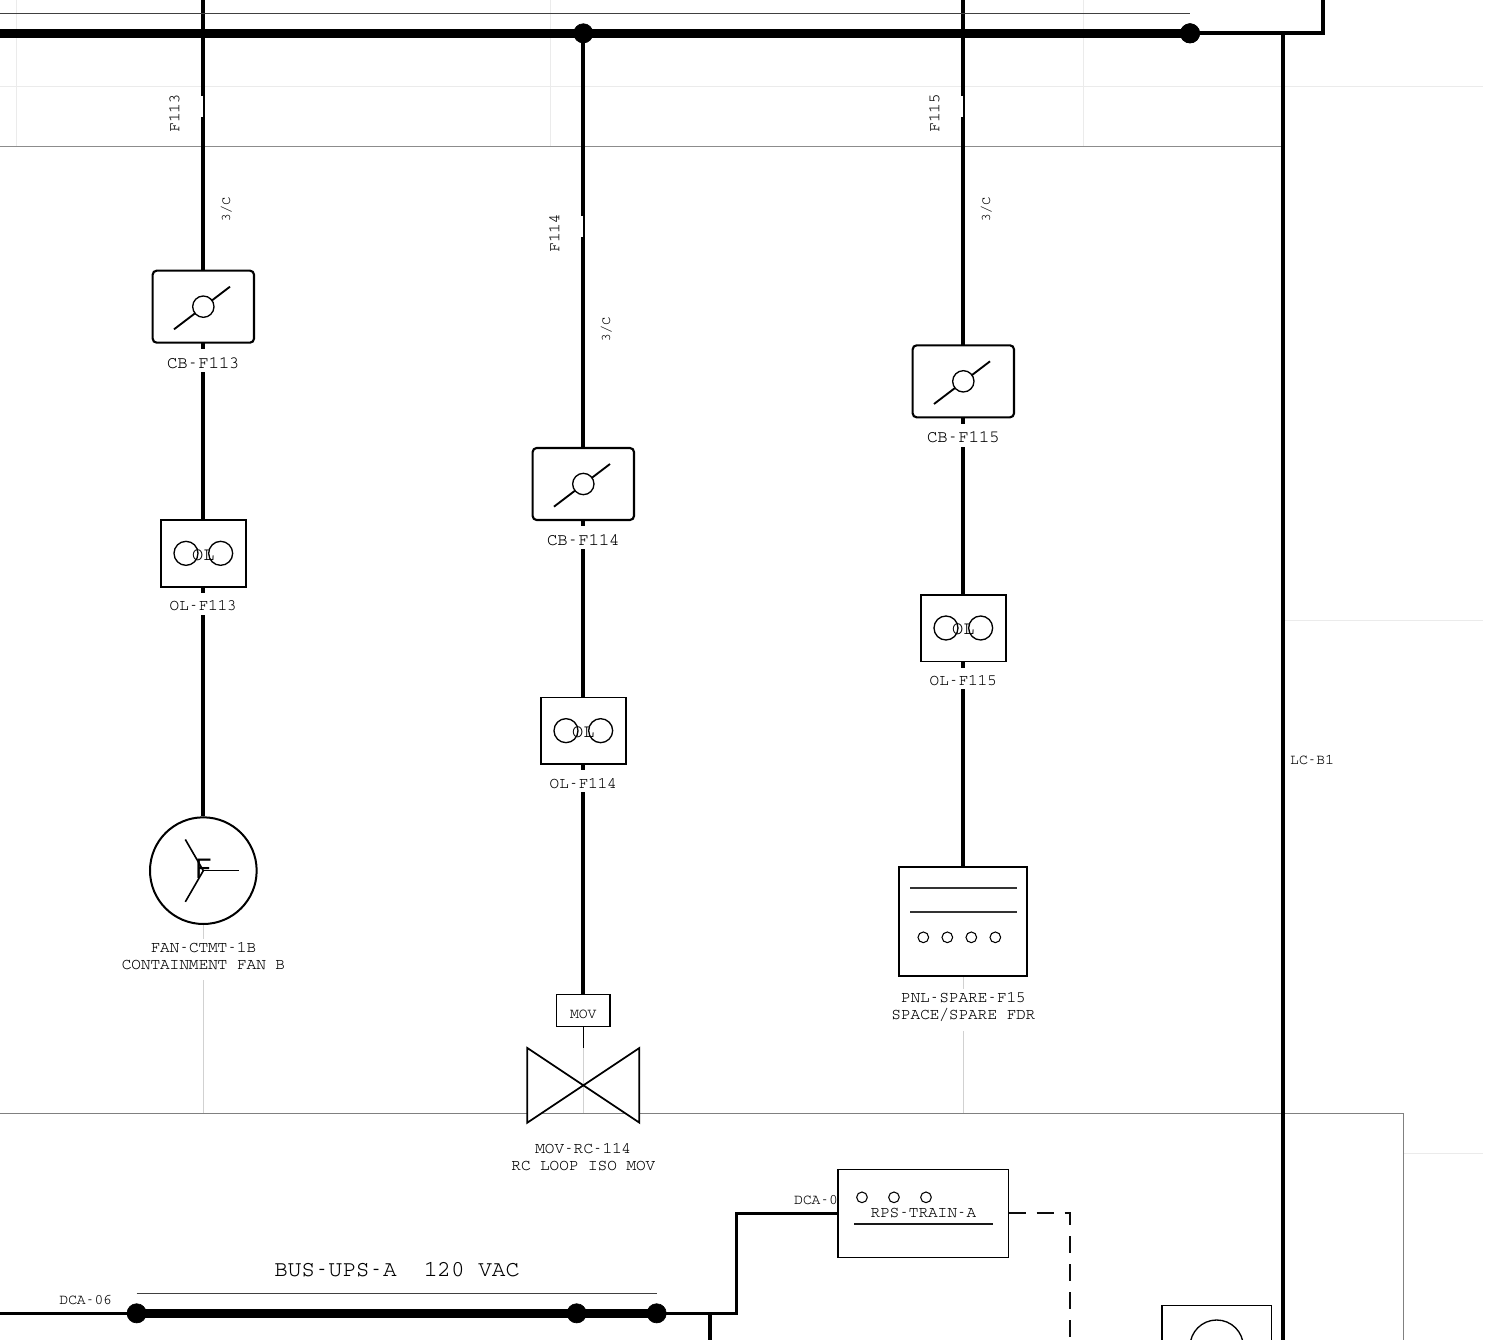 F113
F115
3/C
3/C
F114
3/C
CB-F113
CB-F115
CB-F114
OL
OL-F113
OL
OL-F115
OL
OL-F114
LC-B1
F
FAN-CTMT-1B
CONTAINMENT FAN B
PNL-SPARE-F15
SPACE/SPARE FDR
MOV
MOV-RC-114
RC LOOP ISO MOV
DCA-0
RPS-TRAIN-A
BUS-UPS-A 120 VAC
DCA-06